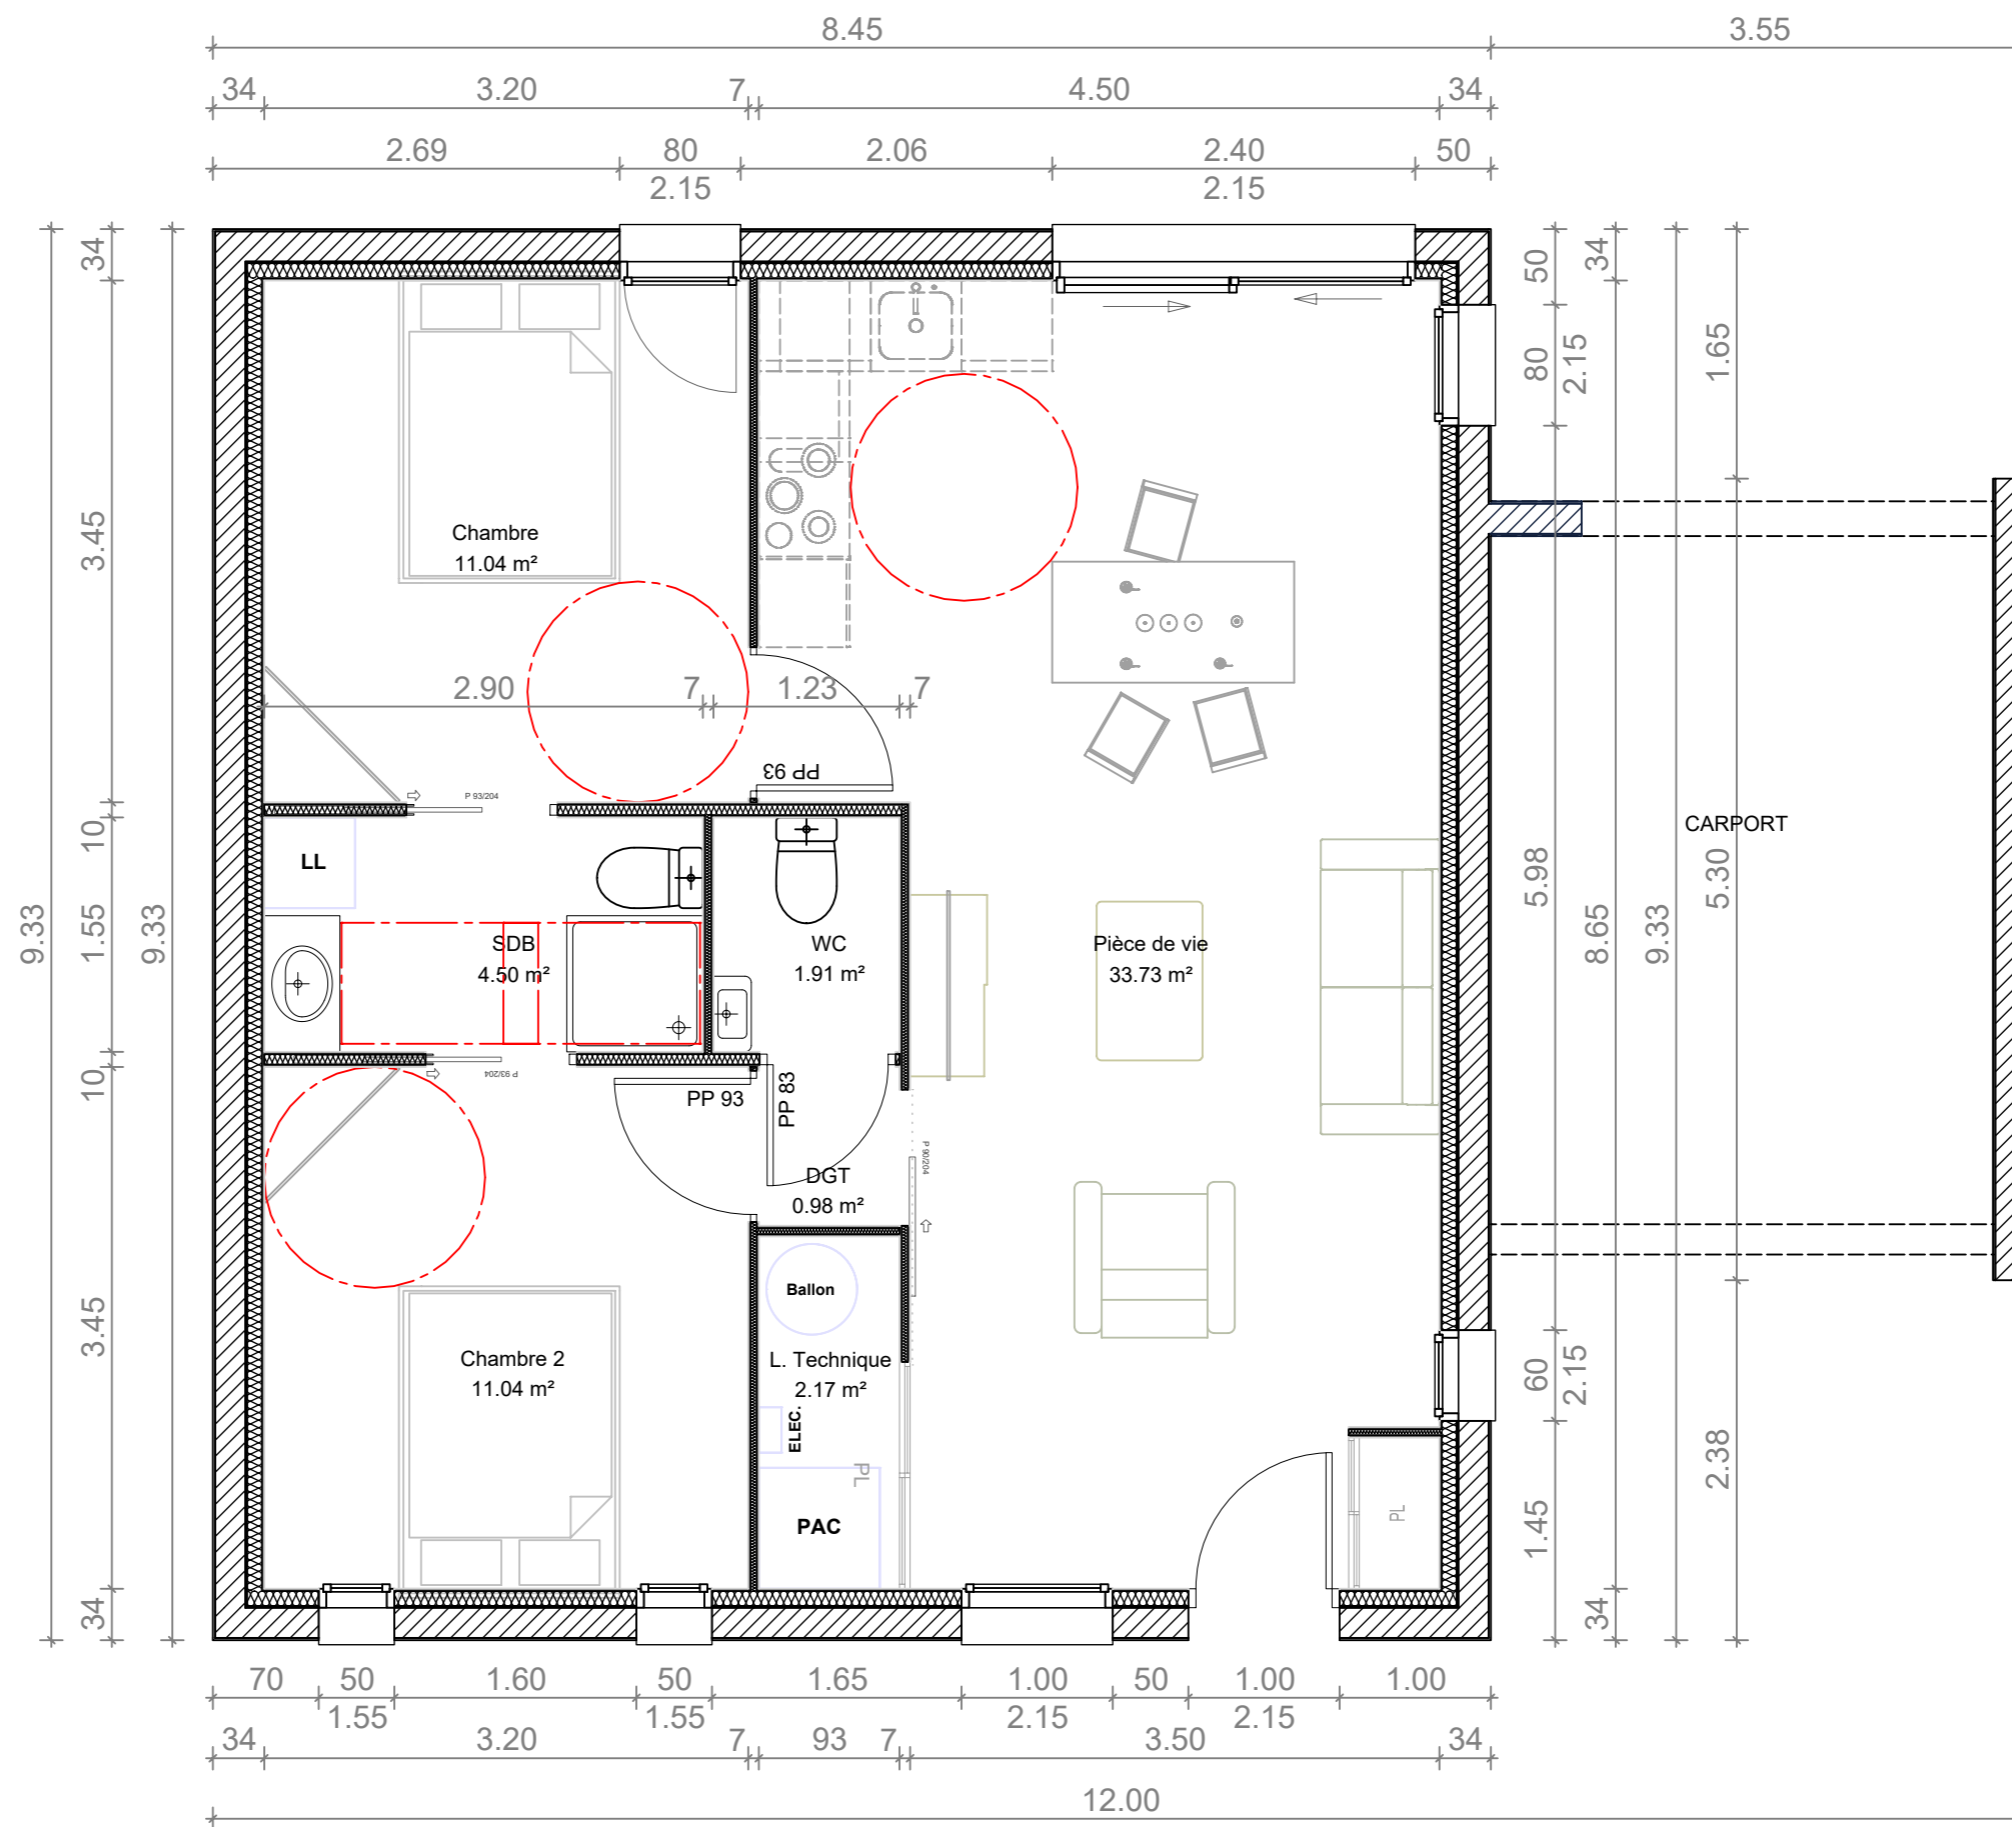 8.45
3.55
34
3.20
7
4.50
34
2.69
80
2.06
2.40
50
2.15
2.15
34
50
34
80
2.15
1.65
3.45
Chambre
11.04 m²
2.90
7
1.23
7
PP 93
P 93/204
10
LL
CARPORT
9.33
1.55
9.33
SDB
4.50 m²
WC
1.91 m²
Pièce de vie
33.73 m²
5.98
8.65
9.33
5.30
P 93/204
10
PP 93
PP 83
P 90/204
DGT
0.98 m²
Ballon
3.45
Chambre 2
11.04 m²
L. Technique
2.17 m²
ELEC.
PL
PAC
PL
60
2.15
2.38
1.45
34
34
70
50
1.60
50
1.65
1.00
50
1.00
1.00
1.55
1.55
2.15
2.15
34
3.20
7
93
7
3.50
34
12.00